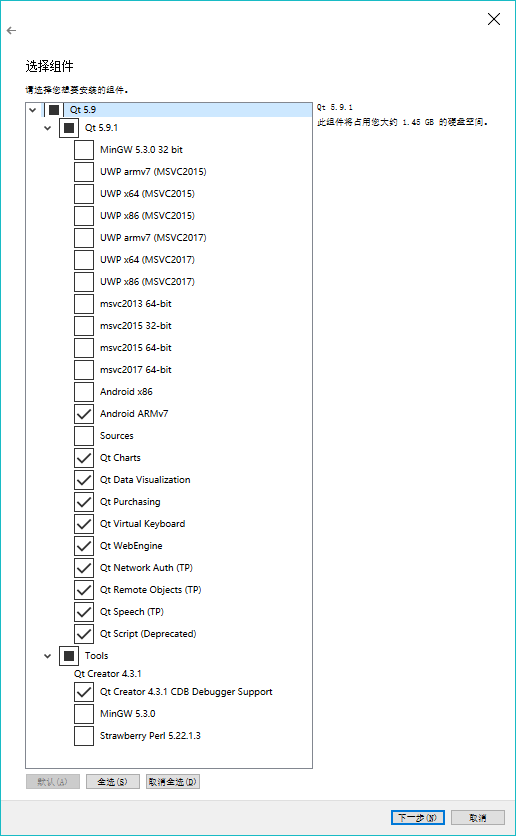 选择组件
请选择您想要安装的组件。
Qt 5.9
Qt 5.9.1
MinGW 5.3.0 32 bit
UWP armv7 (MSVC2015)
UWP x64 (MSVC2015)
UWP x86 (MSVC2015)
UWP armv7 (MSVC2017)
UWP x64 (MSVC2017)
UWP x86 (MSVC2017)
msvc2013 64-bit
msvc2015 32-bit
msvc2015 64-bit
msvc2017 64-bit
Android x86
Android ARMv7
Sources
Qt Charts
Qt Data Visualization
Qt Purchasing
Qt Virtual Keyboard
Qt WebEngine
Qt Network Auth (TP)
Qt Remote Objects (TP)
Qt Speech (TP)
Qt Script (Deprecated)
Tools
Qt Creator 4.3.1
Qt Creator 4.3.1 CDB Debugger Support
MinGW 5.3.0
Strawberry Perl 5.22.1.3
Qt 5.9.1
此组件将占用您大约 1.45 GB 的硬盘空间。
默认(A)
全选(S)
取消全选(D)
下一步(N)
取消